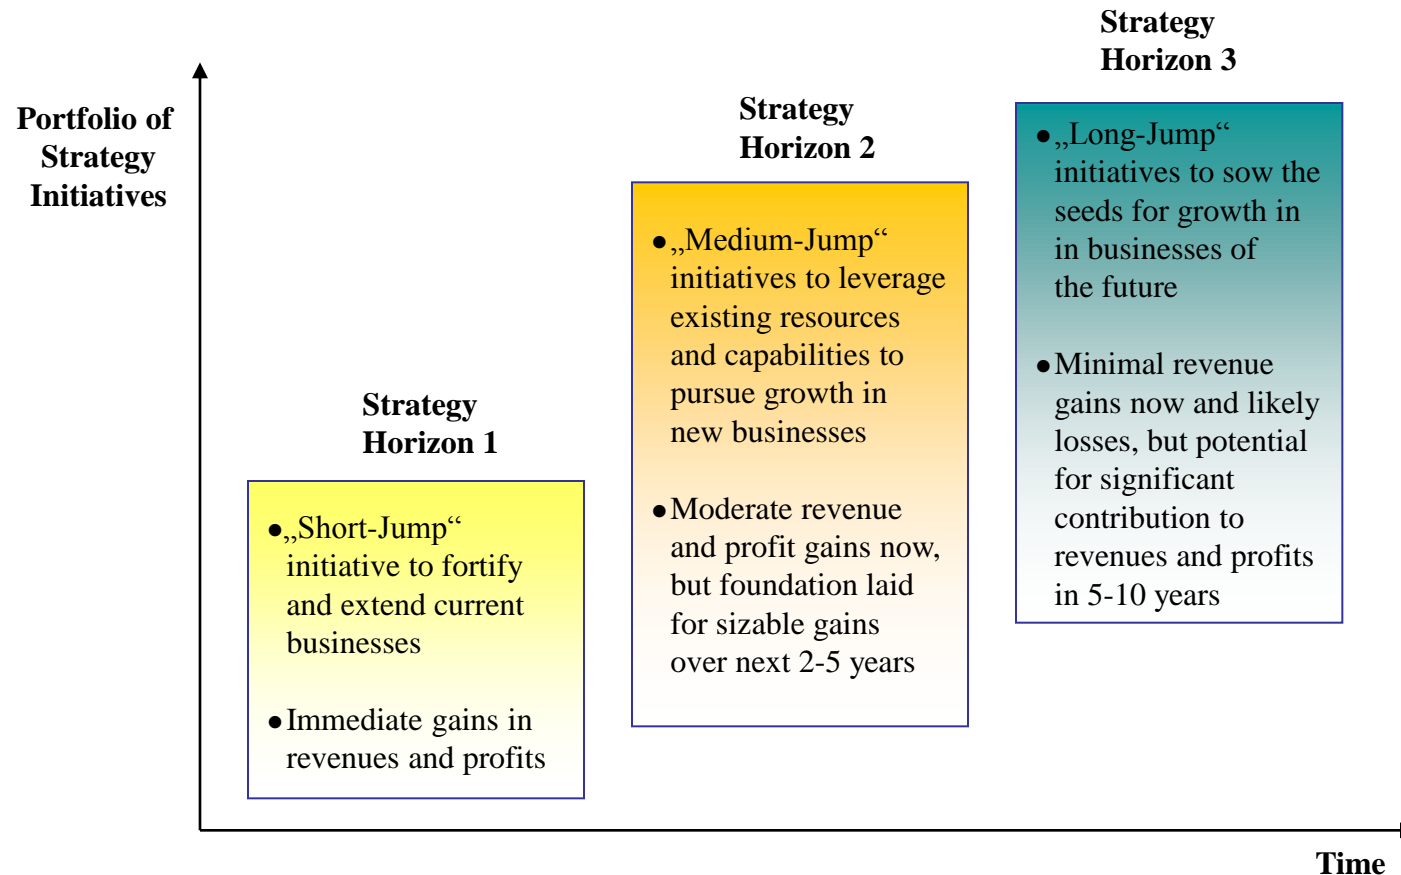 Portfolio of
Strategy
Initiatives
Strategy
Horizon 1
●„Short-Jump“
initiative to fortify
and extend current
businesses
●Immediate gains in
revenues and profits
Strategy
Horizon 2
●„Medium-Jump“
initiatives to leverage
existing resources
and capabilities to
pursue growth in
new businesses
●Moderate revenue
and profit gains now,
but foundation laid
for sizable gains
over next 2-5 years
Strategy
Horizon 3
●„Long-Jump“
initiatives to sow the
seeds for growth in
in businesses of
the future
●Minimal revenue
gains now and likely
losses, but potential
for significant
contribution to
revenues and profits
in 5-10 years
Time